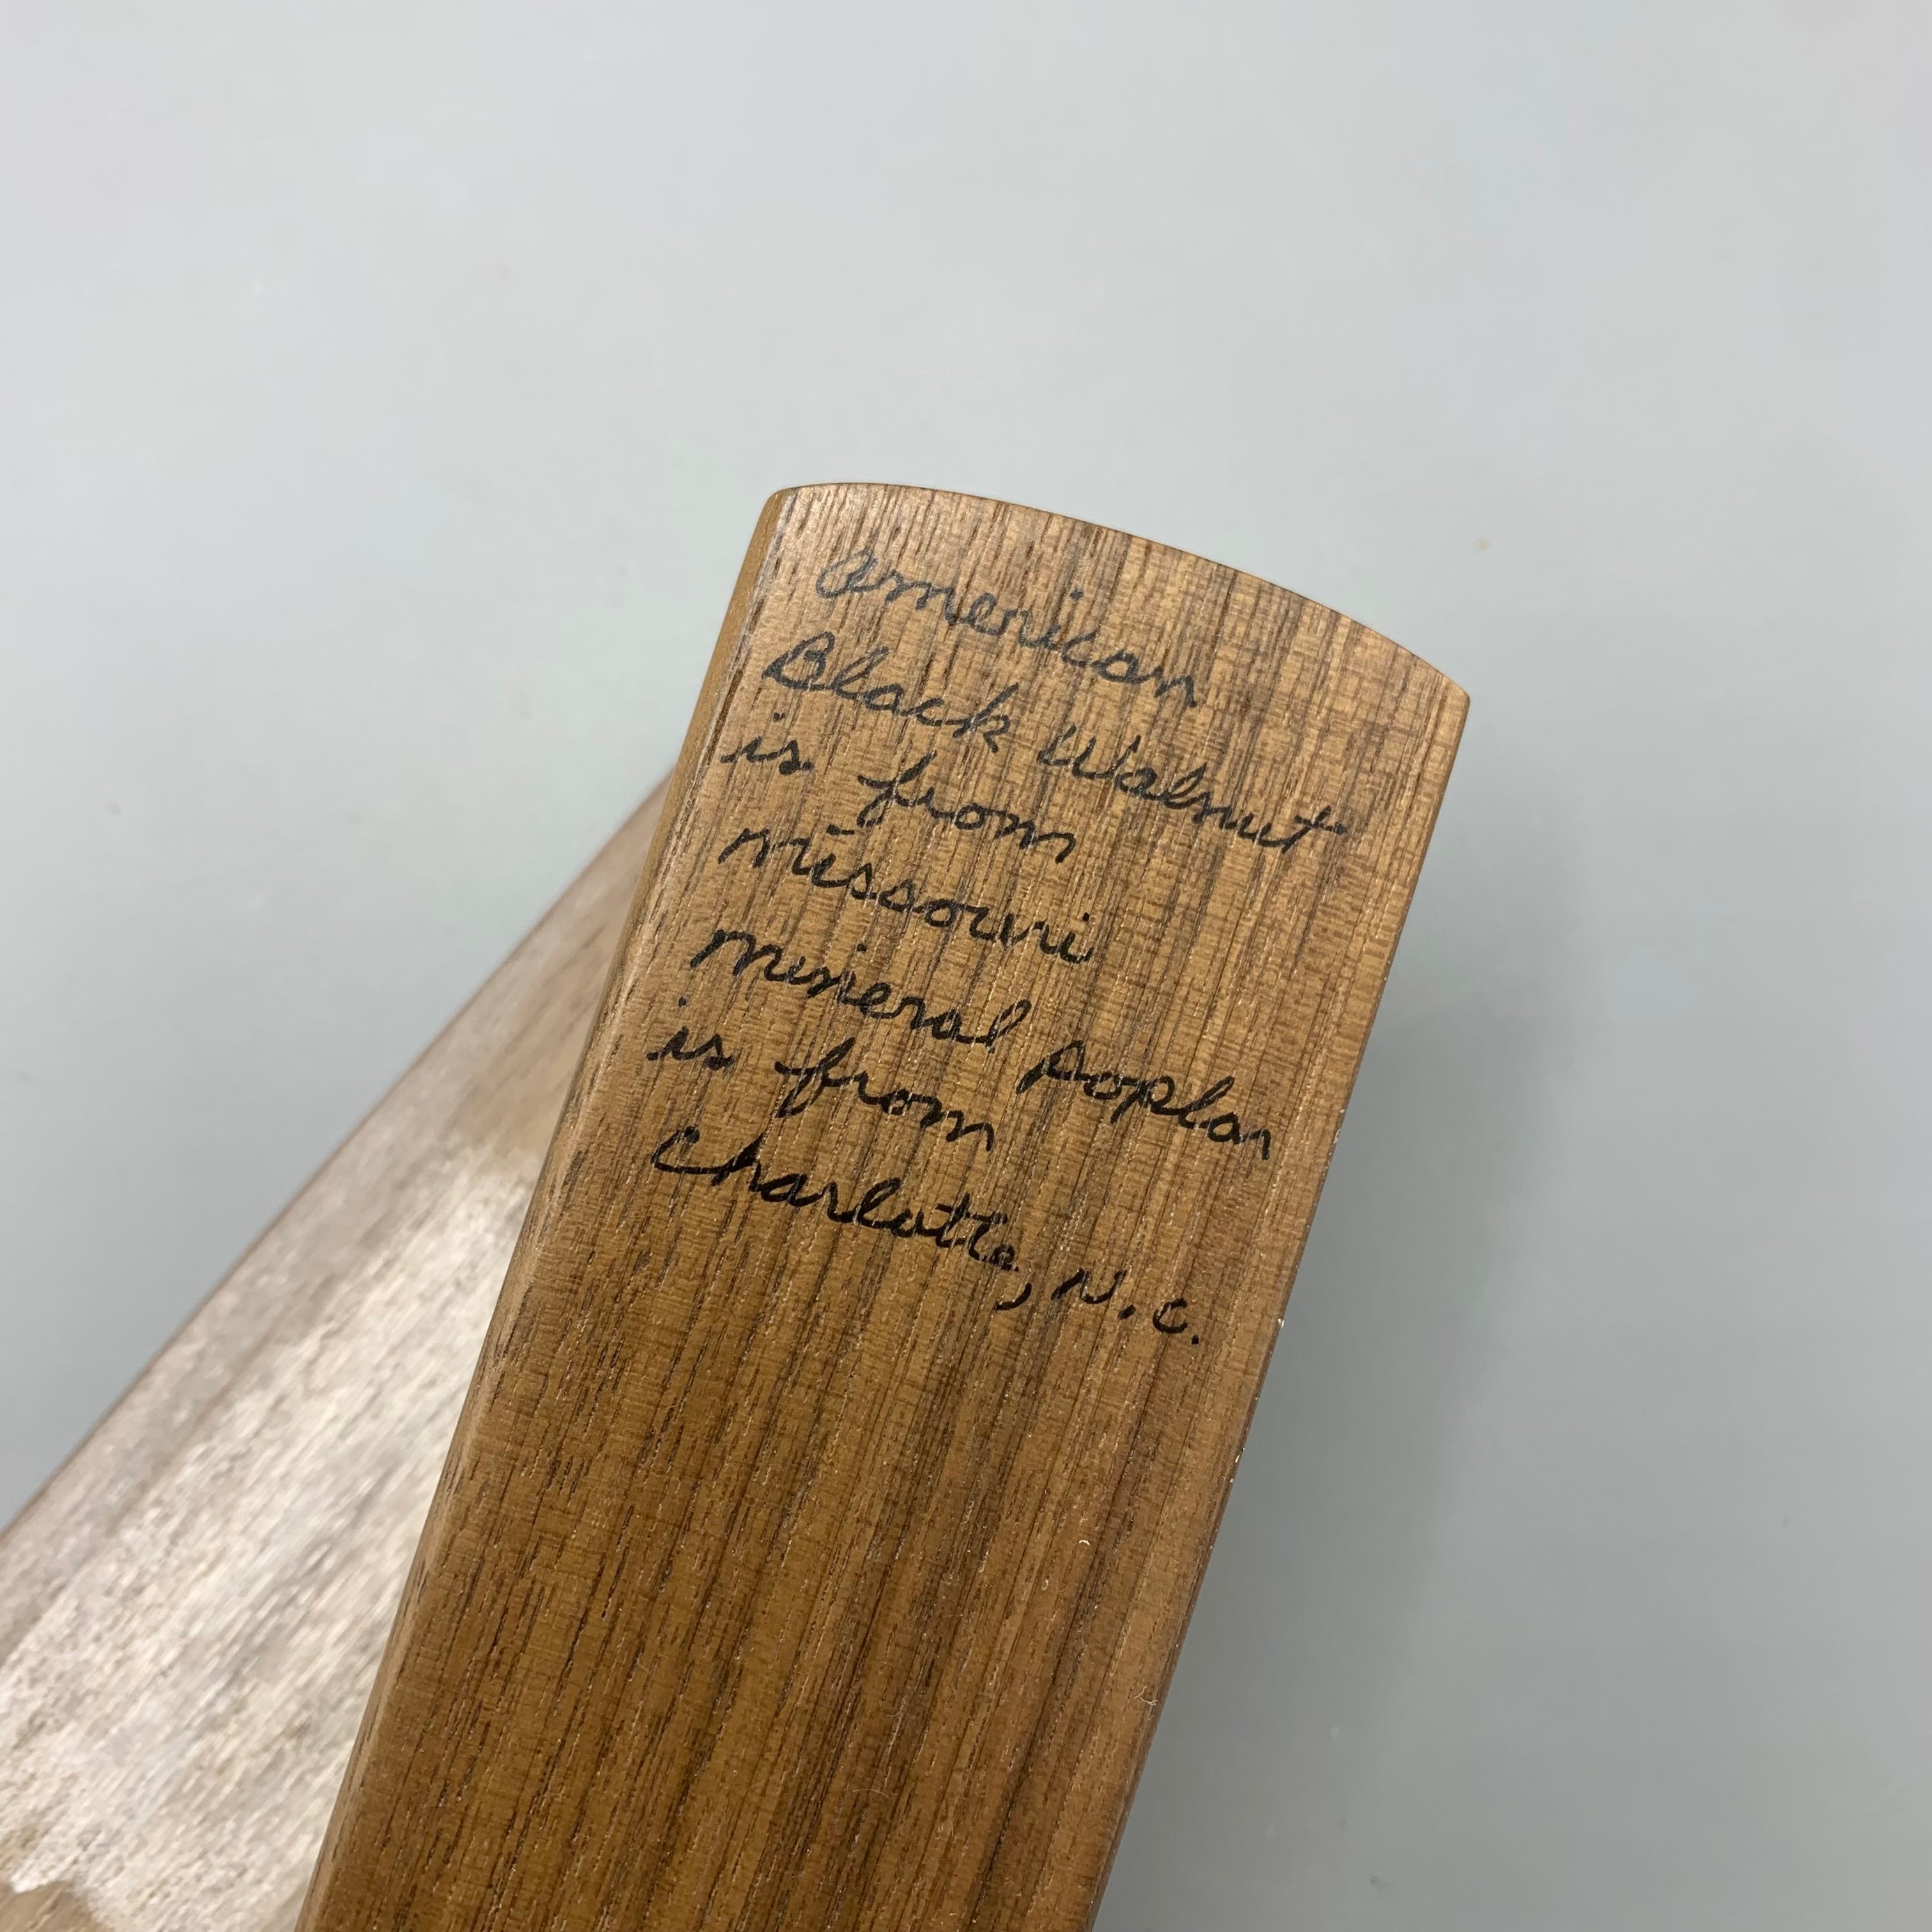 american
Black Walnut
is from
missouri
mineral poplar
is from
Charlotte, N.C.